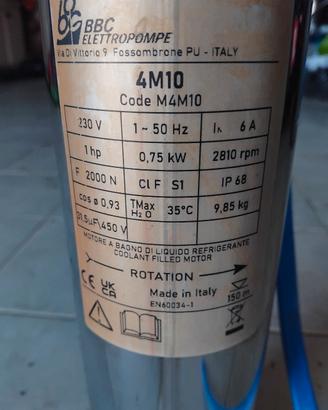 BBC
ELETTROPOMPE
Via Di Vittorio 9 Fossombrone PU - ITALY
4M10
Code M4M10
230 V 1~ 50 Hz IN 6 A
1 hp 0,75 kW 2810 rpm
F 2000 N Cl F S1 IP 68
cos ø 0,93 TMax H2O 35°C 9,85 kg
31,5µF\450 V
MOTORE A BAGNO DI LIQUIDO REFRIGERANTE
COOLANT FILLED MOTOR
ROTATION
CE UKCA Made in Italy 150 m
EN60034-1